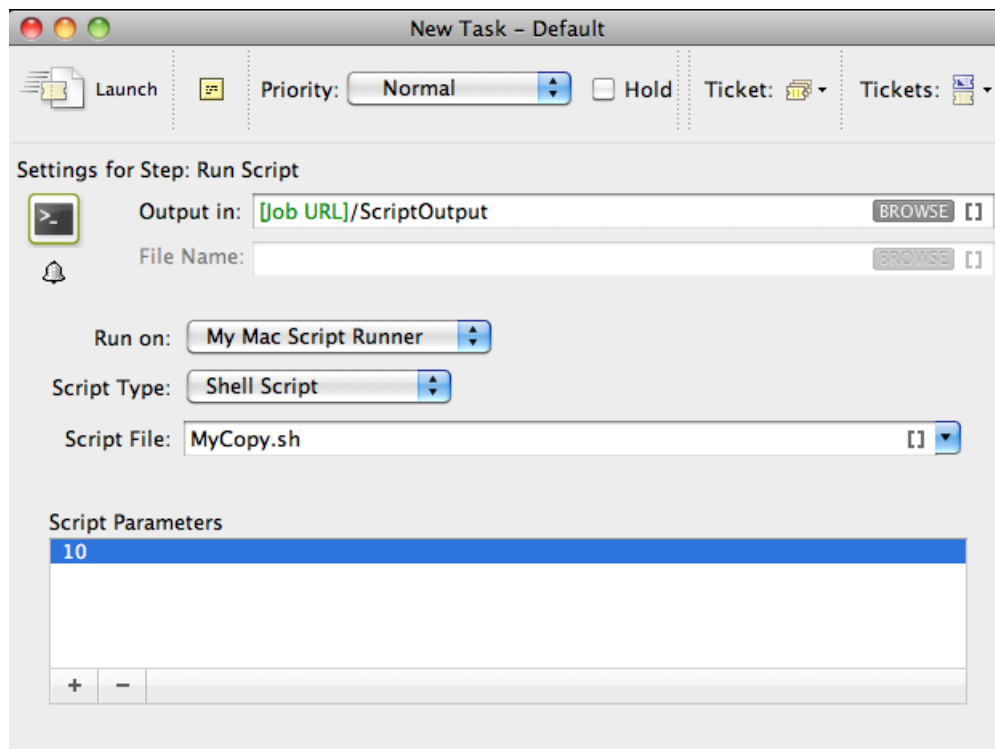 New Task – Default
Launch Priority: Normal Hold Ticket: Tickets:
Settings for Step: Run Script
Output in: [Job URL]/ScriptOutput BROWSE []
File Name: BROWSE []
Run on: My Mac Script Runner
Script Type: Shell Script
Script File: MyCopy.sh []
Script Parameters
10
+ −